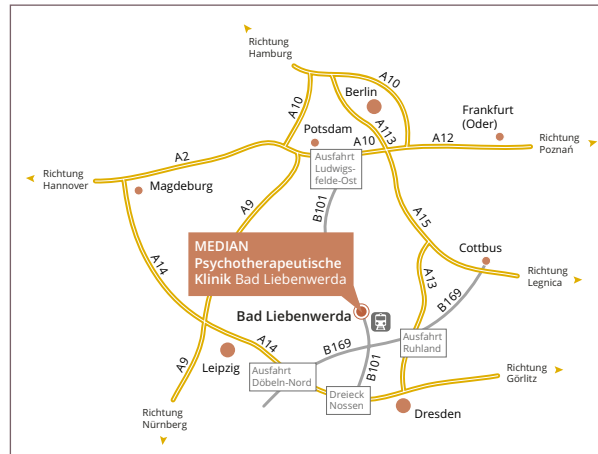 Richtung
Hamburg
A10
A10
Berlin
A113
Frankfurt
(Oder)
Potsdam
A10
A12
Richtung
Poznań
A2
Ausfahrt
Ludwigs-
felde-Ost
Richtung
Hannover
Magdeburg
A9
B101
A15
MEDIAN
Psychotherapeutische
Klinik Bad Liebenwerda
Cottbus
A14
A13
Richtung
Legnica
B169
Bad Liebenwerda
A14
B169
Ausfahrt
Ruhland
Leipzig
A9
B101
Ausfahrt
Döbeln-Nord
Richtung
Görlitz
Dreieck
Nossen
Dresden
Richtung
Nürnberg